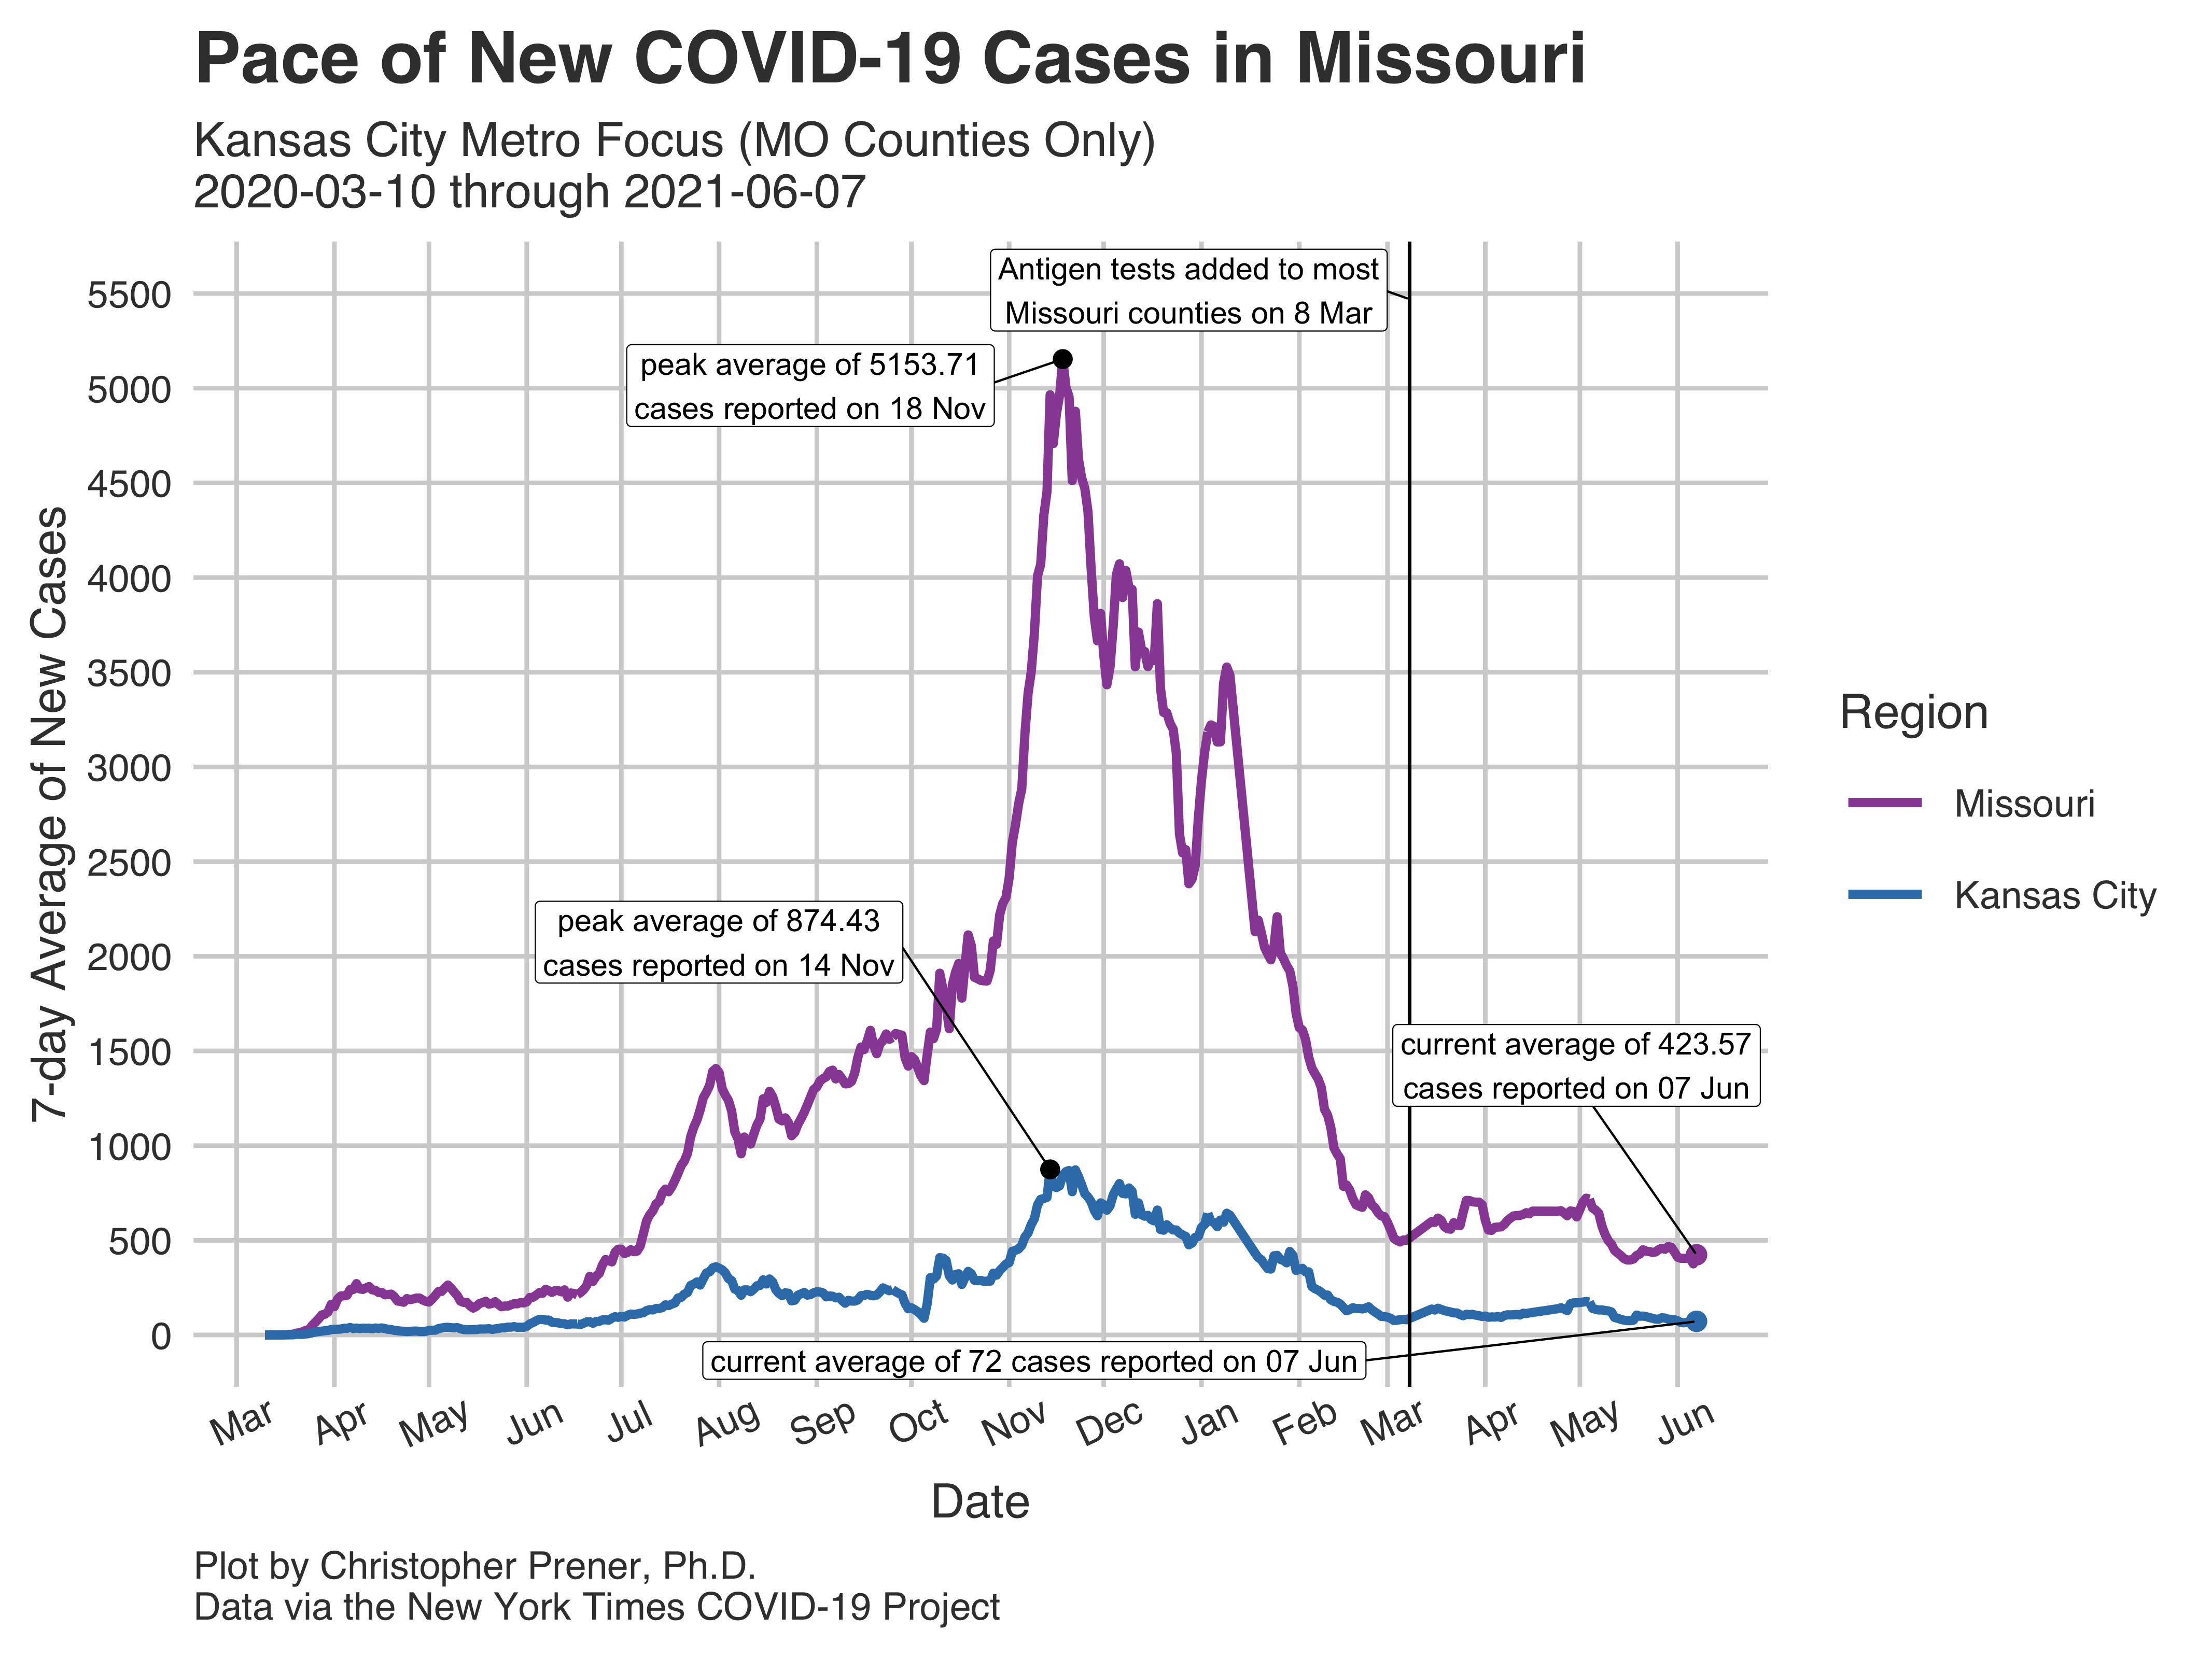 Pace of New COVID-19 Cases in Missouri
Kansas City Metro Focus (MO Counties Only)
2020-03-10 through 2021-06-07
7-day Average of New Cases
5500
5000
4500
4000
3500
3000
2500
2000
1500
1000
500
0
Antigen tests added to most
Missouri counties on 8 Mar
peak average of 5153.71
cases reported on 18 Nov
peak average of 874.43
cases reported on 14 Nov
current average of 423.57
cases reported on 07 Jun
current average of 72 cases reported on 07 Jun
Mar Apr May Jun Jul Aug Sep Oct Nov Dec Jan Feb Mar Apr May Jun
Date
Region
Missouri
Kansas City
Plot by Christopher Prener, Ph.D.
Data via the New York Times COVID-19 Project